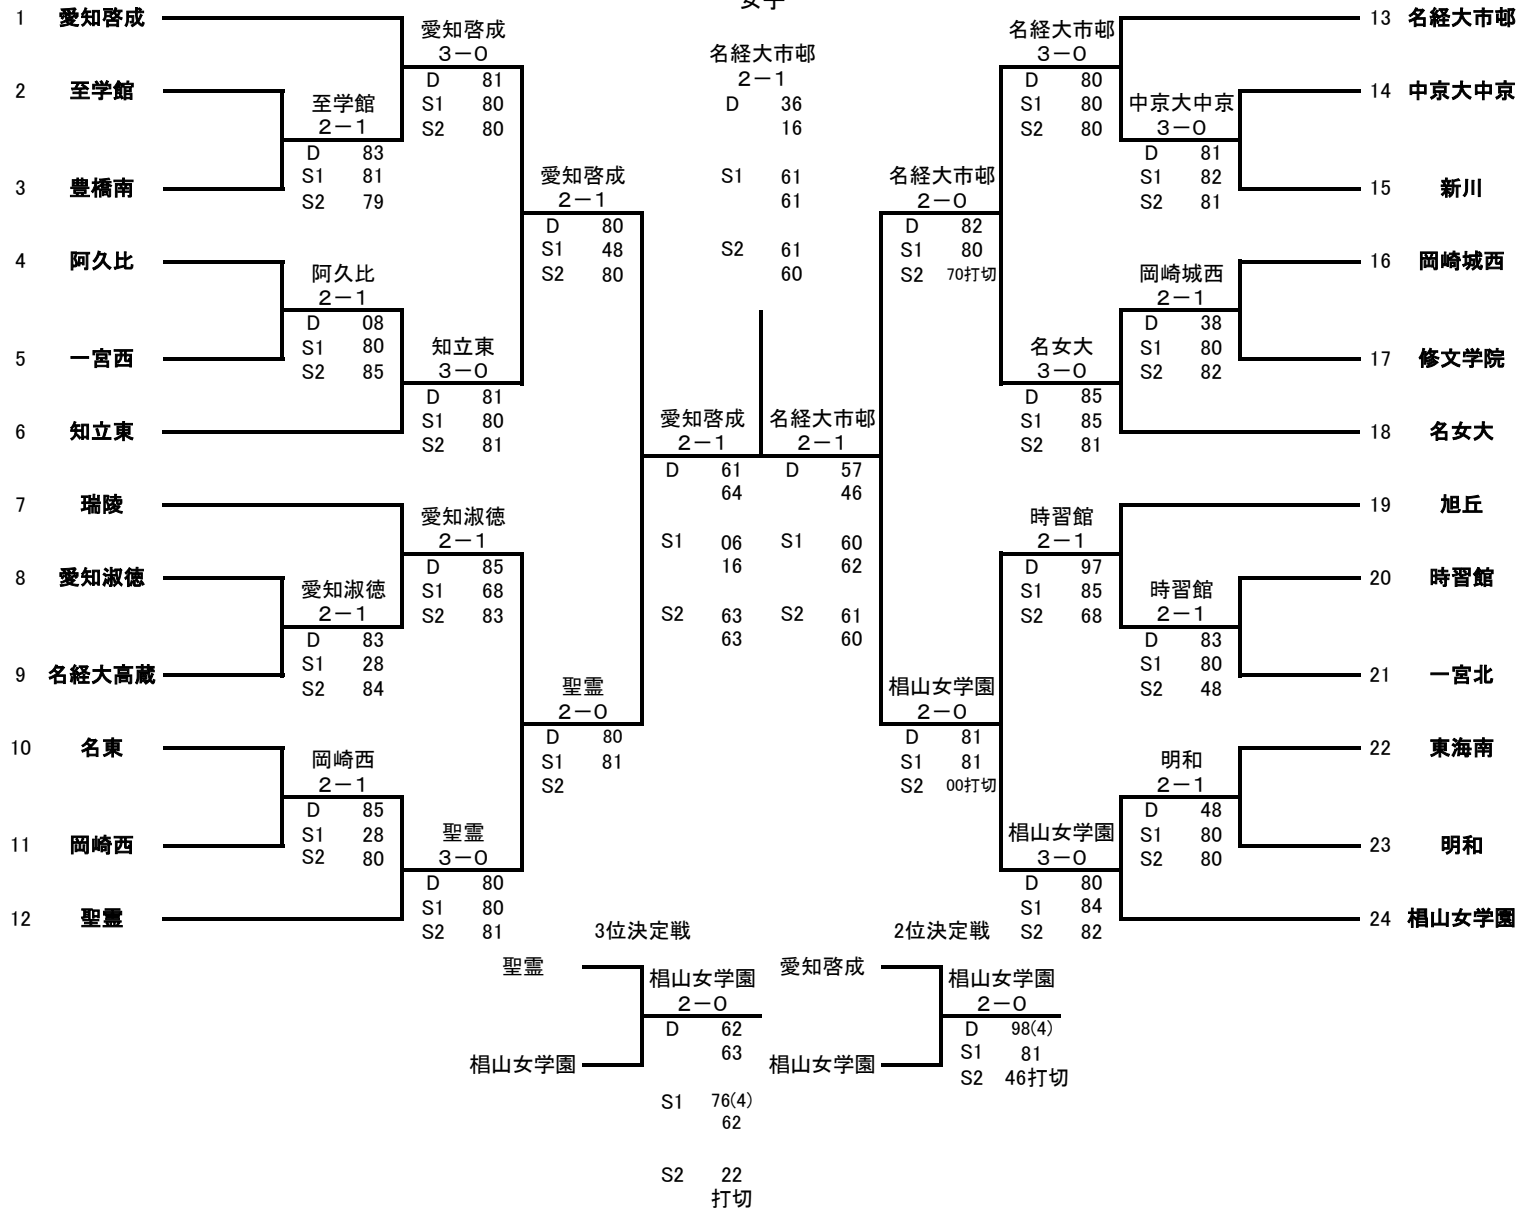 女子
1 愛知啓成
2 至学館
3 豊橋南
4 阿久比
5 一宮西
6 知立東
7 瑞陵
8 愛知淑徳
9 名経大高蔵
10 名東
11 岡崎西
12 聖霊
至学館
2－1
D 83
S1 81
S2 79
阿久比
2－1
D 08
S1 80
S2 85
愛知淑徳
2－1
D 83
S1 28
S2 84
岡崎西
2－1
D 85
S1 28
S2 80
愛知啓成
3－0
D 81
S1 80
S2 80
知立東
3－0
D 81
S1 80
S2 81
愛知淑徳
2－1
D 85
S1 68
S2 83
聖霊
3－0
D 80
S1 80
S2 81
愛知啓成
2－1
D 80
S1 48
S2 80
聖霊
2－0
D 80
S1 81
S2
愛知啓成
2－1
D 61
64
S1 06
16
S2 63
63
名経大市邨
2－1
D 36
16
S1 61
61
S2 61
60
名経大市邨
2－1
D 57
46
S1 60
62
S2 61
60
名経大市邨
2－0
D 82
S1 80
S2 70打切
椙山女学園
2－0
D 81
S1 81
S2 00打切
名経大市邨
3－0
D 80
S1 80
S2 80
名女大
3－0
D 85
S1 85
S2 81
時習館
2－1
D 97
S1 85
S2 68
椙山女学園
3－0
D 80
S1 84
S2 82
中京大中京
3－0
D 81
S1 82
S2 81
岡崎城西
2－1
D 38
S1 80
S2 82
時習館
2－1
D 83
S1 80
S2 48
明和
2－1
D 48
S1 80
S2 80
13 名経大市邨
14 中京大中京
15 新川
16 岡崎城西
17 修文学院
18 名女大
19 旭丘
20 時習館
21 一宮北
22 東海南
23 明和
24 椙山女学園
3位決定戦
聖霊
椙山女学園
椙山女学園
2－0
D 62
63
S1 76(4)
62
S2 22
打切
2位決定戦
愛知啓成
椙山女学園
椙山女学園
2－0
D 98(4)
S1 81
S2 46打切